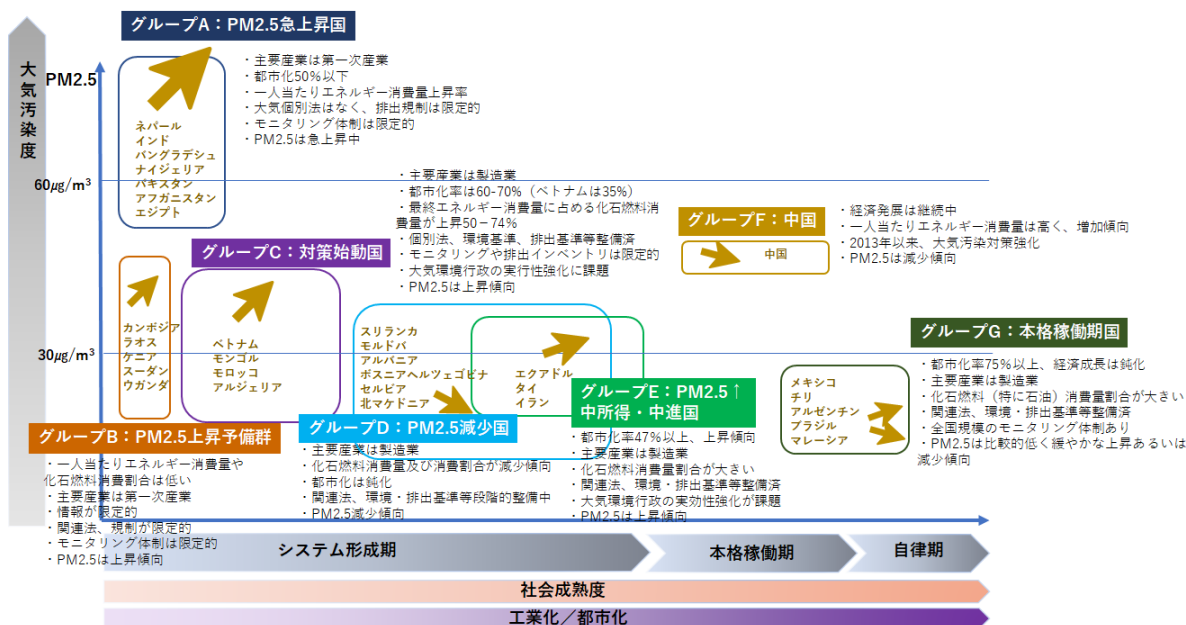 グループA：PM2.5急上昇国
大気汚染度
PM2.5
60㎍/m³
30㎍/m³
ネパール
インド
バングラデシュ
ナイジェリア
パキスタン
アフガニスタン
エジプト
・主要産業は第一次産業
・都市化50％以下
・一人当たりエネルギー消費量上昇率
・大気個別法はなく、排出規制は限定的
・モニタリング体制は限定的
・PM2.5は急上昇中
・主要産業は製造業
・都市化率は60-70%（ベトナムは35%）
・最終エネルギー消費量に占める化石燃料消
費量が上昇50－74%
・個別法、環境基準、排出基準等整備済
・モニタリングや排出インベントリは限定的
・大気環境行政の実行性強化に課題
・PM2.5は上昇傾向
グループC：対策始動国
ベトナム
モンゴル
モロッコ
アルジェリア
カンボジア
ラオス
ケニア
スーダン
ウガンダ
グループB：PM2.5上昇予備群
・一人当たりエネルギー消費量や
化石燃料消費割合は低い
・主要産業は第一次産業
・情報が限定的
・関連法、規制が限定的
・モニタリング体制は限定的
・PM2.5は上昇傾向
スリランカ
モルドバ
アルバニア
ボスニアヘルツェゴビナ
セルビア
北マケドニア
グループD：PM2.5減少国
・主要産業は製造業
・化石燃料消費量及び消費割合が減少傾向
・都市化は鈍化
・関連法、環境・排出基準等段階的整備中
・PM2.5減少傾向
エクアドル
タイ
イラン
グループE：PM2.5↑
中所得・中進国
・都市化率47%以上、上昇傾向
・主要産業は製造業
・化石燃料消費量割合が大きい
・関連法、環境・排出基準等整備済
・大気環境行政の実効性強化が課題
・PM2.5は上昇傾向
グループF：中国
中国
・経済発展は継続中
・一人当たりエネルギー消費量は高く、増加傾向
・2013年以来、大気汚染対策強化
・PM2.5は減少傾向
グループG：本格稼働期国
メキシコ
チリ
アルゼンチン
ブラジル
マレーシア
・都市化率75%以上、経済成長は鈍化
・主要産業は製造業
・化石燃料（特に石油）消費量割合が大きい
・関連法、環境・排出基準等整備済
・全国規模のモニタリング体制あり
・PM2.5は比較的低く緩やかな上昇あるいは
減少傾向
システム形成期
本格稼働期
自律期
社会成熟度
工業化／都市化